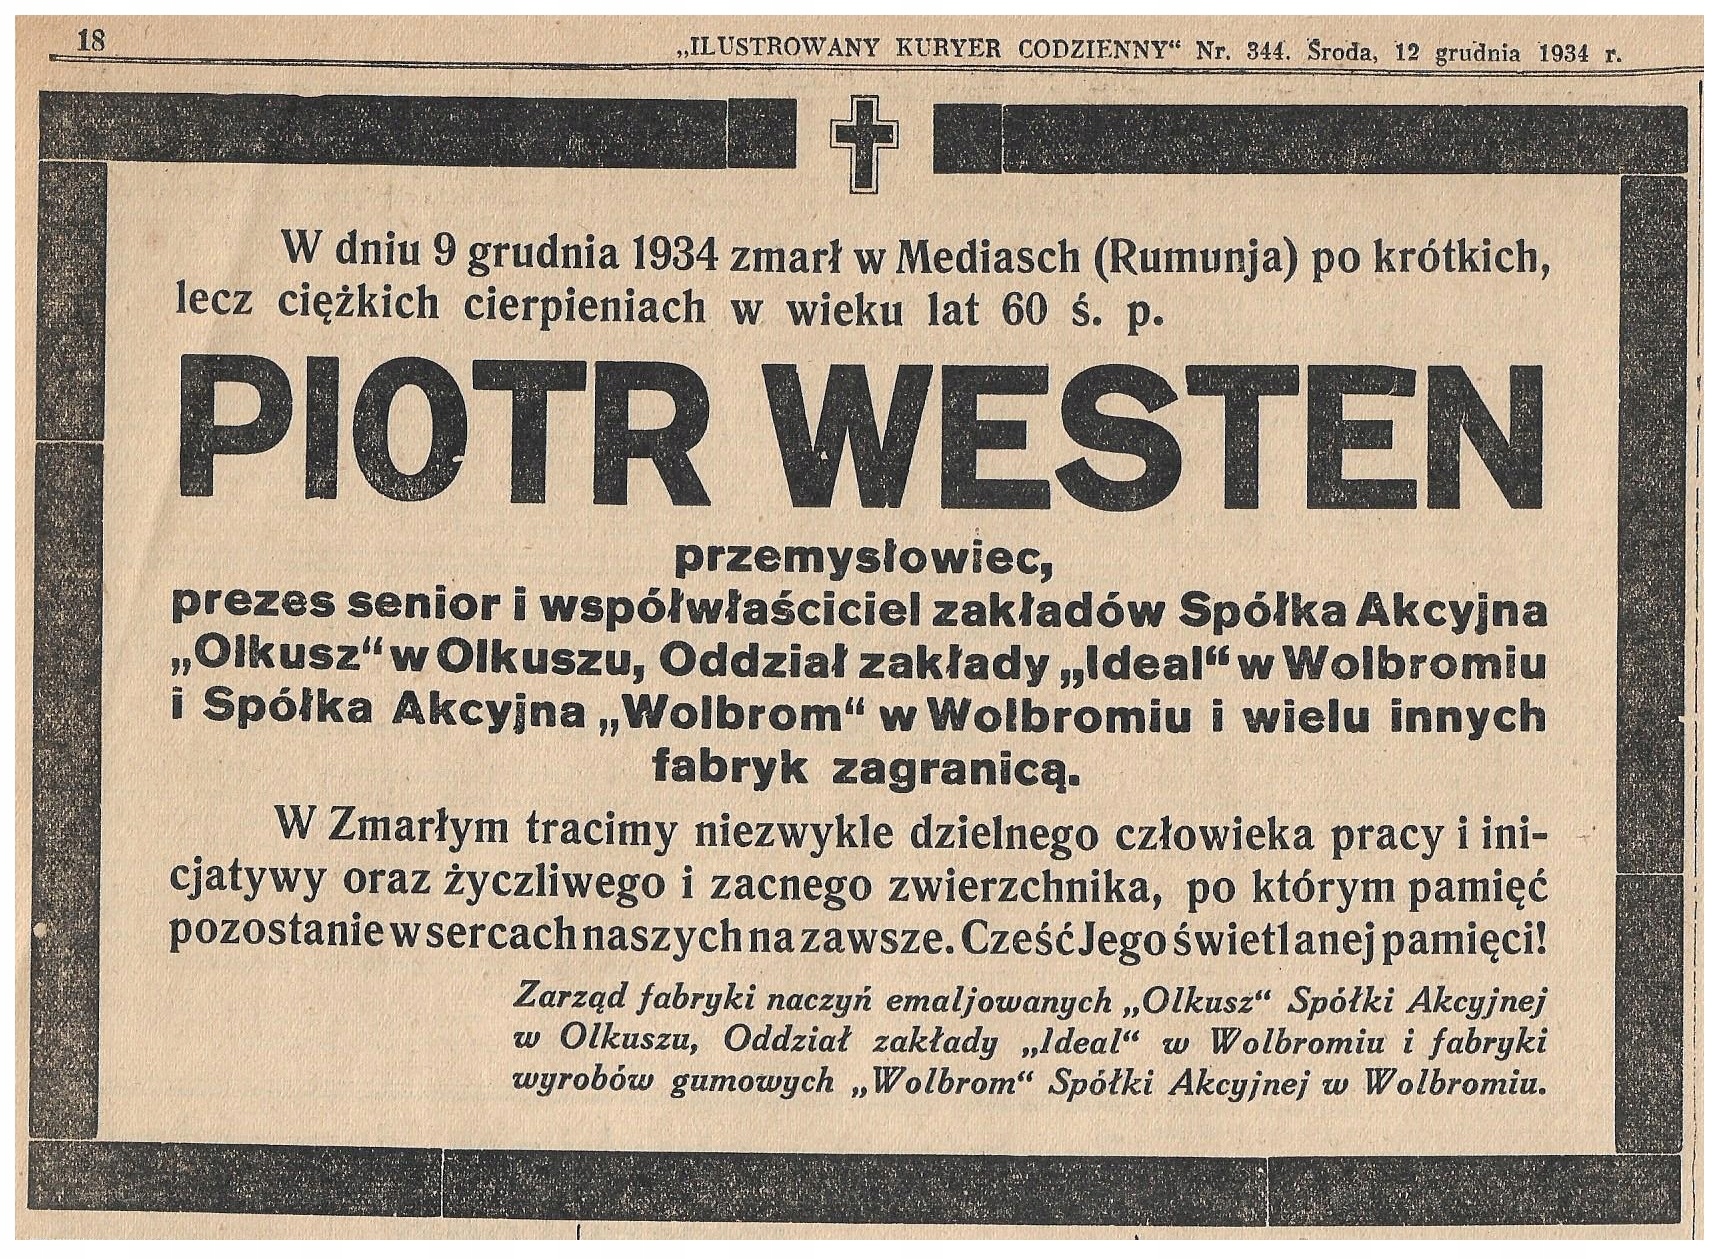 18
„ILUSTROWANY KURYER CODZIENNY“ Nr. 344. Środa, 12 grudnia 1934 r.
W dniu 9 grudnia 1934 zmarł w Mediasch (Rumunja) po krótkich,
lecz ciężkich cierpieniach w wieku lat 60 ś. p.
PIOTR WESTEN
przemysłowiec,
prezes senior i współwłaściciel zakładów Spółka Akcyjna
„Olkusz“ w Olkuszu, Oddział zakłady „Ideal“ w Wolbromiu
i Spółka Akcyjna „Wolbrom“ w Wolbromiu i wielu innych
fabryk zagranicą.
W Zmarłym tracimy niezwykle dzielnego człowieka pracy i ini-
cjatywy oraz życzliwego i zacnego zwierzchnika, po którym pamięć
pozostanie w sercach naszych na zawsze. Cześć Jego świetlanej pamięci!
Zarząd fabryki naczyń emaljowanych „Olkusz“ Spółki Akcyjnej
w Olkuszu, Oddział zakłady „Ideal“ w Wolbromiu i fabryki
wyrobów gumowych „Wolbrom“ Spółki Akcyjnej w Wolbromiu.